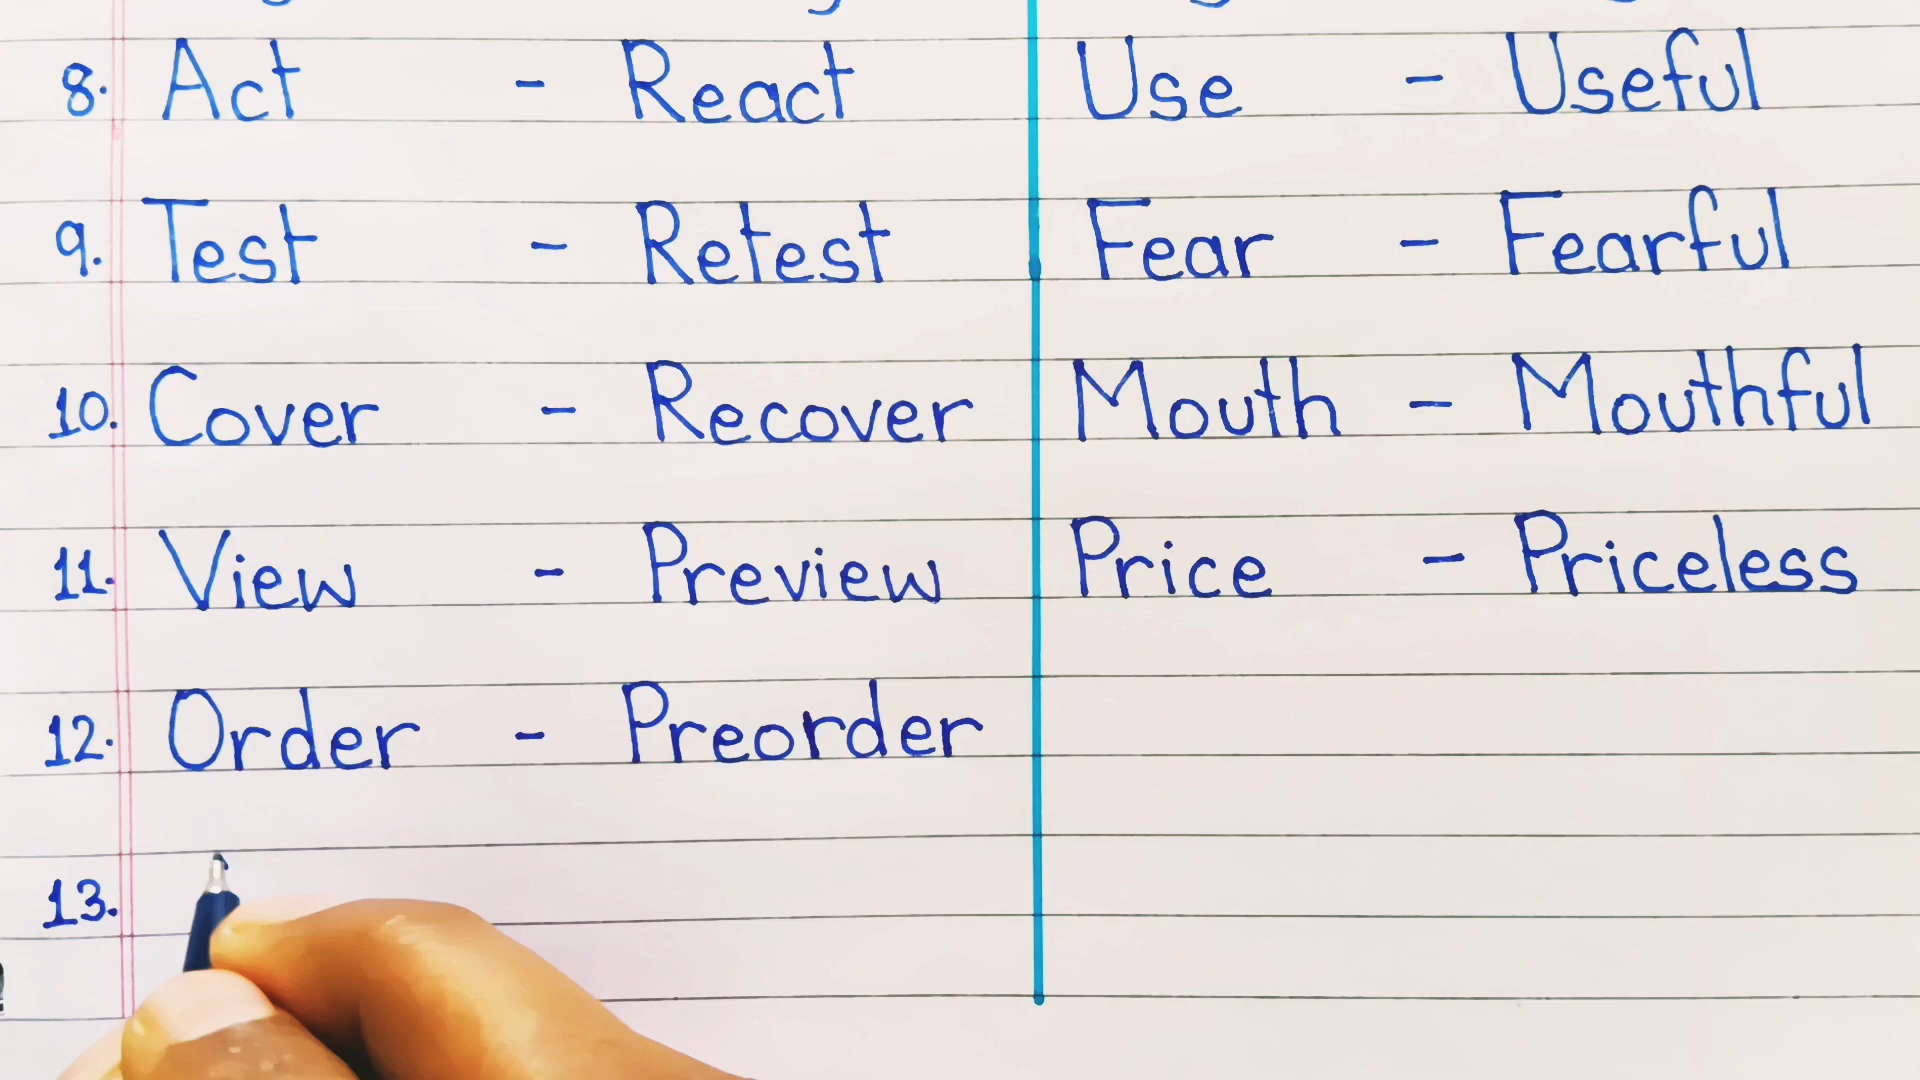 8. Act - React Use - Useful
9. Test - Retest Fear - Fearful
10. Cover - Recover Mouth - Mouthful
11. View - Preview Price - Priceless
12. Order - Preorder
13.